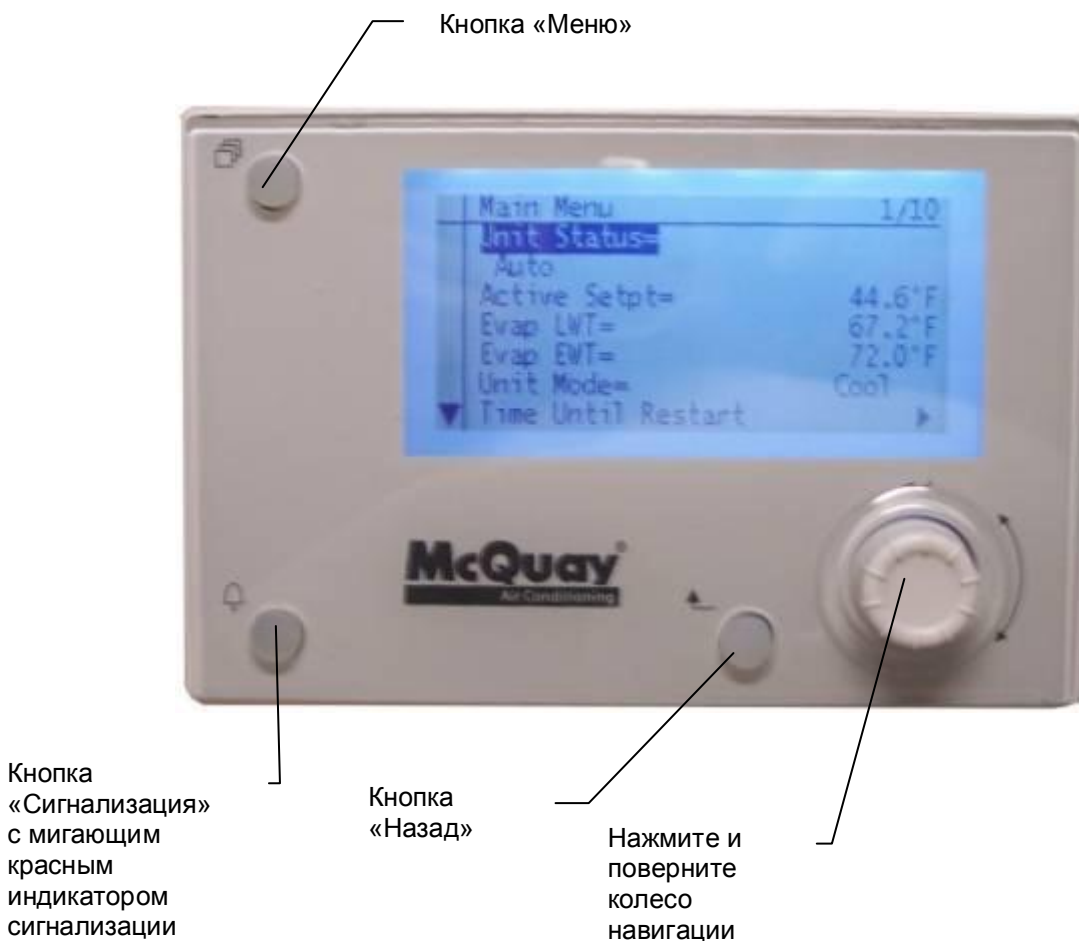 Кнопка «Меню»
Main Menu 1/10
Unit Status=
Auto
Active Setpt= 44.6°F
Evap LWT= 67.2°F
Evap EWT= 72.0°F
Unit Mode= Cool
Time Until Restart
McQuay®
Air Conditioning
Кнопка
«Сигнализация»
с мигающим
красным
индикатором
сигнализации
Кнопка
«Назад»
Нажмите и
поверните
колесо
навигации